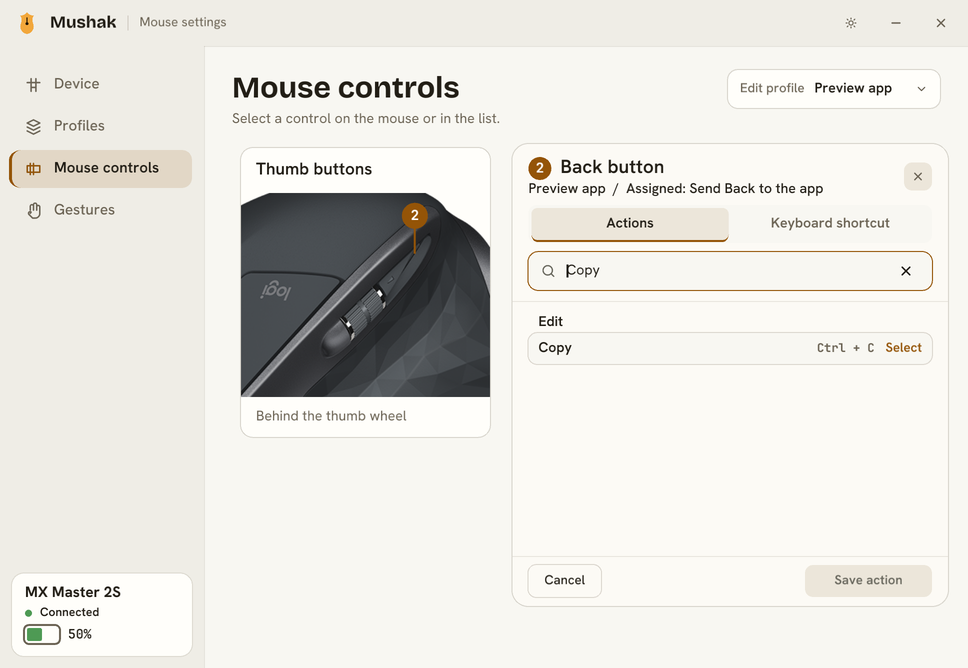 Mushak | Mouse settings
Device
Profiles
Mouse controls
Gestures
MX Master 2S
Connected
50%
Mouse controls
Select a control on the mouse or in the list.
Edit profile Preview app
Thumb buttons
2
logi
Behind the thumb wheel
2 Back button
Preview app / Assigned: Send Back to the app
Actions Keyboard shortcut
Copy
Edit
Copy Ctrl + C Select
Cancel Save action